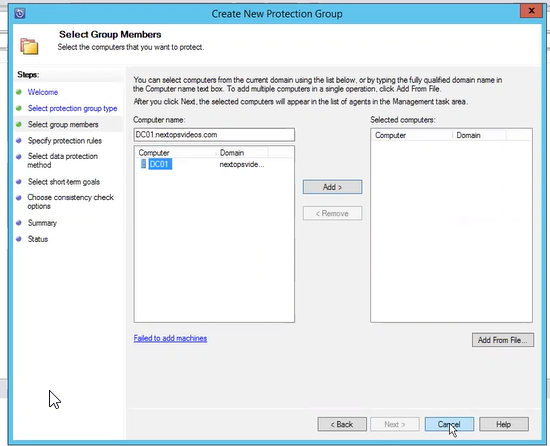 Create New Protection Group
x
Select Group Members
Select the computers that you want to protect.
Steps:
Welcome
Select protection group type
Select group members
Specify protection rules
Select data protection
method
Select short-term goals
Choose consistency check
options
Summary
Status
You can select computers from the current domain using the list below, or by typing the fully qualified domain name in
the Computer name text box. To add multiple computers in a single operation, click Add From File.
After you click Next, the selected computers will appear in the list of agents in the Management task area.
Computer name:
DC01.nextopsvideos.com
Computer Domain
DC01 nextopsvide...
Add >
< Remove
Selected computers:
Computer Domain
Failed to add machines
Add From File...
< Back
Next >
Cancel
Help